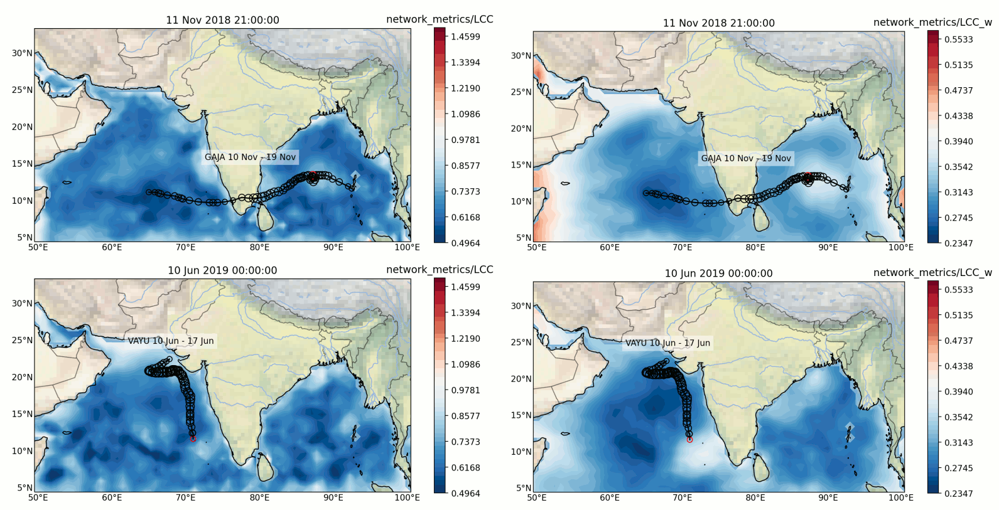 11 Nov 2018 21:00:00
network_metrics/LCC
30°N
25°N
20°N
15°N
10°N
5°N
50°E
60°E
70°E
80°E
90°E
100°E
GAJA 10 Nov - 19 Nov
1.4599
1.3394
1.2190
1.0986
0.9781
0.8577
0.7373
0.6168
0.4964
11 Nov 2018 21:00:00
network_metrics/LCC_w
30°N
25°N
20°N
15°N
10°N
5°N
50°E
60°E
70°E
80°E
90°E
100°E
GAJA 10 Nov - 19 Nov
0.5533
0.5135
0.4737
0.4338
0.3940
0.3542
0.3143
0.2745
0.2347
10 Jun 2019 00:00:00
network_metrics/LCC
30°N
25°N
20°N
15°N
10°N
5°N
50°E
60°E
70°E
80°E
90°E
100°E
VAYU 10 Jun - 17 Jun
1.4599
1.3394
1.2190
1.0986
0.9781
0.8577
0.7373
0.6168
0.4964
10 Jun 2019 00:00:00
network_metrics/LCC_w
30°N
25°N
20°N
15°N
10°N
5°N
50°E
60°E
70°E
80°E
90°E
100°E
VAYU 10 Jun - 17 Jun
0.5533
0.5135
0.4737
0.4338
0.3940
0.3542
0.3143
0.2745
0.2347